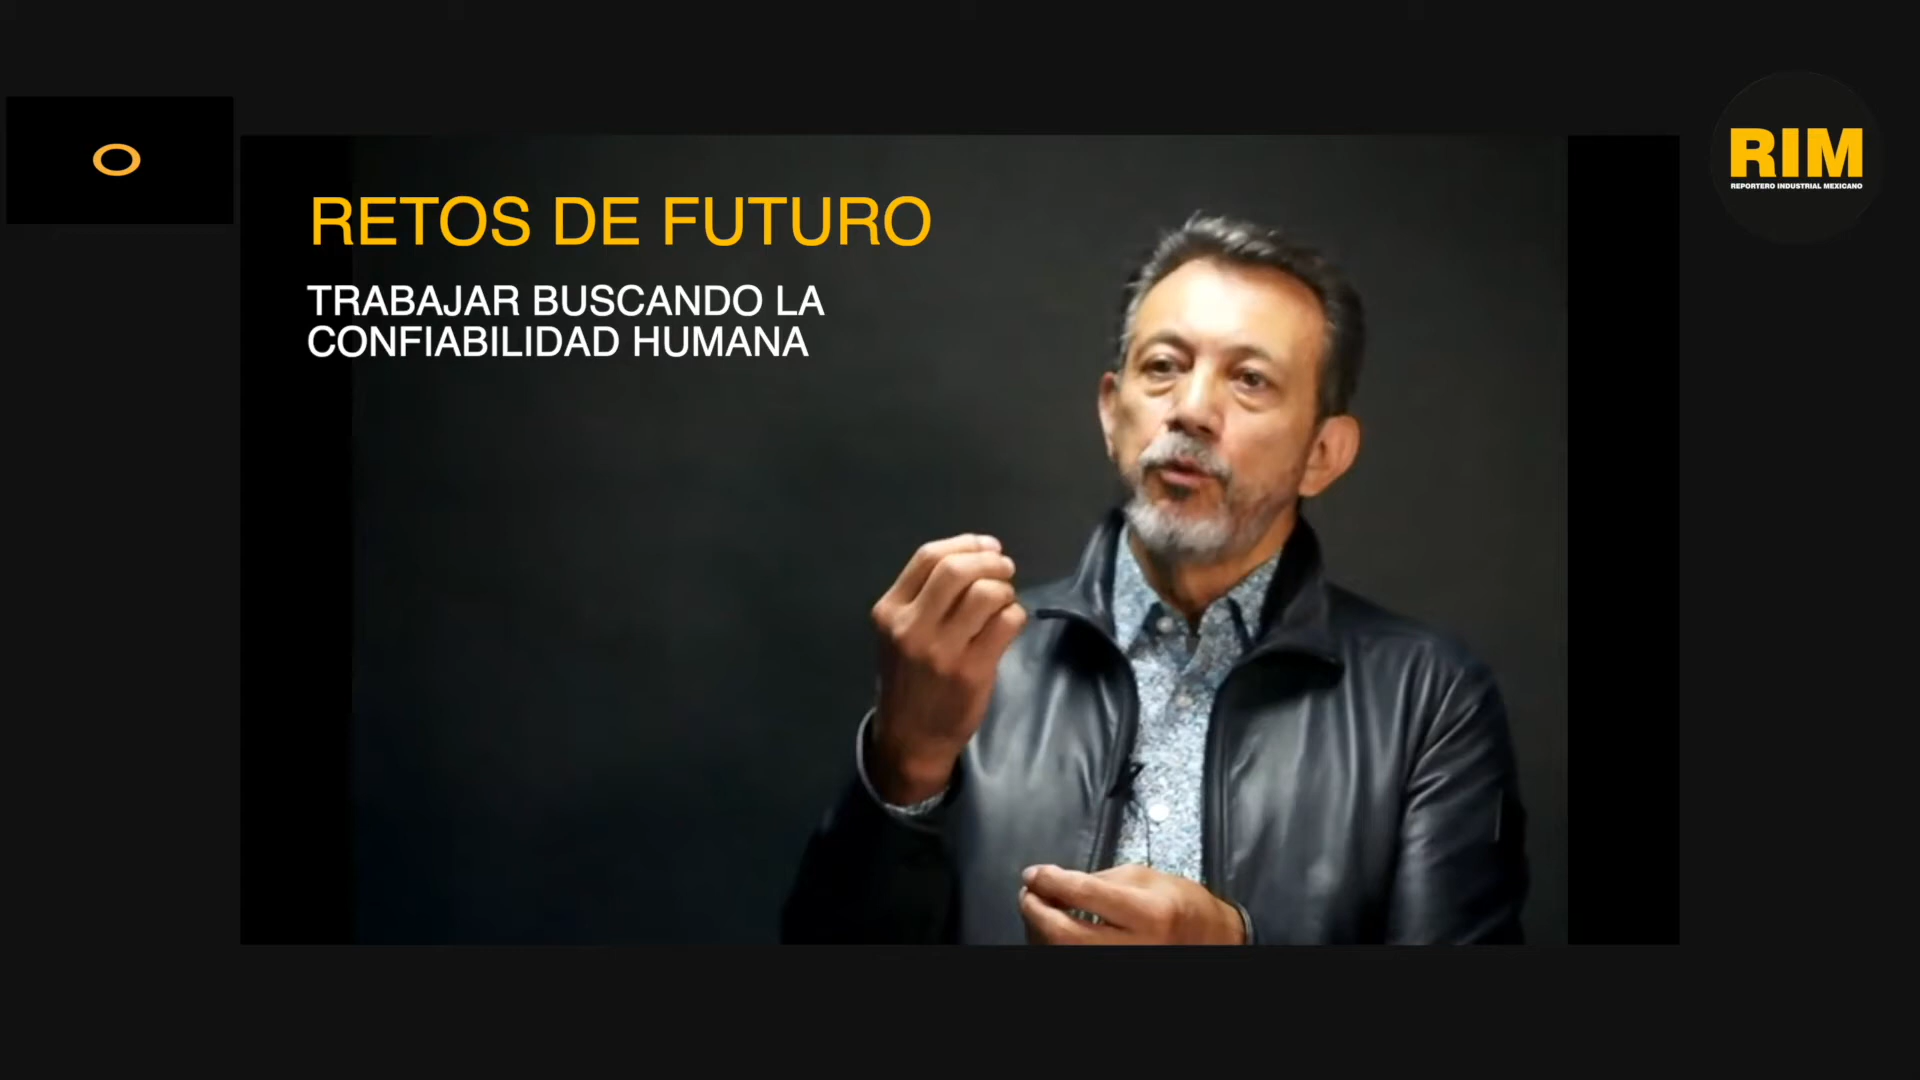 RETOS DE FUTURO
TRABAJAR BUSCANDO LA
CONFIABILIDAD HUMANA
RIM
REPORTERO INDUSTRIAL MEXICANO